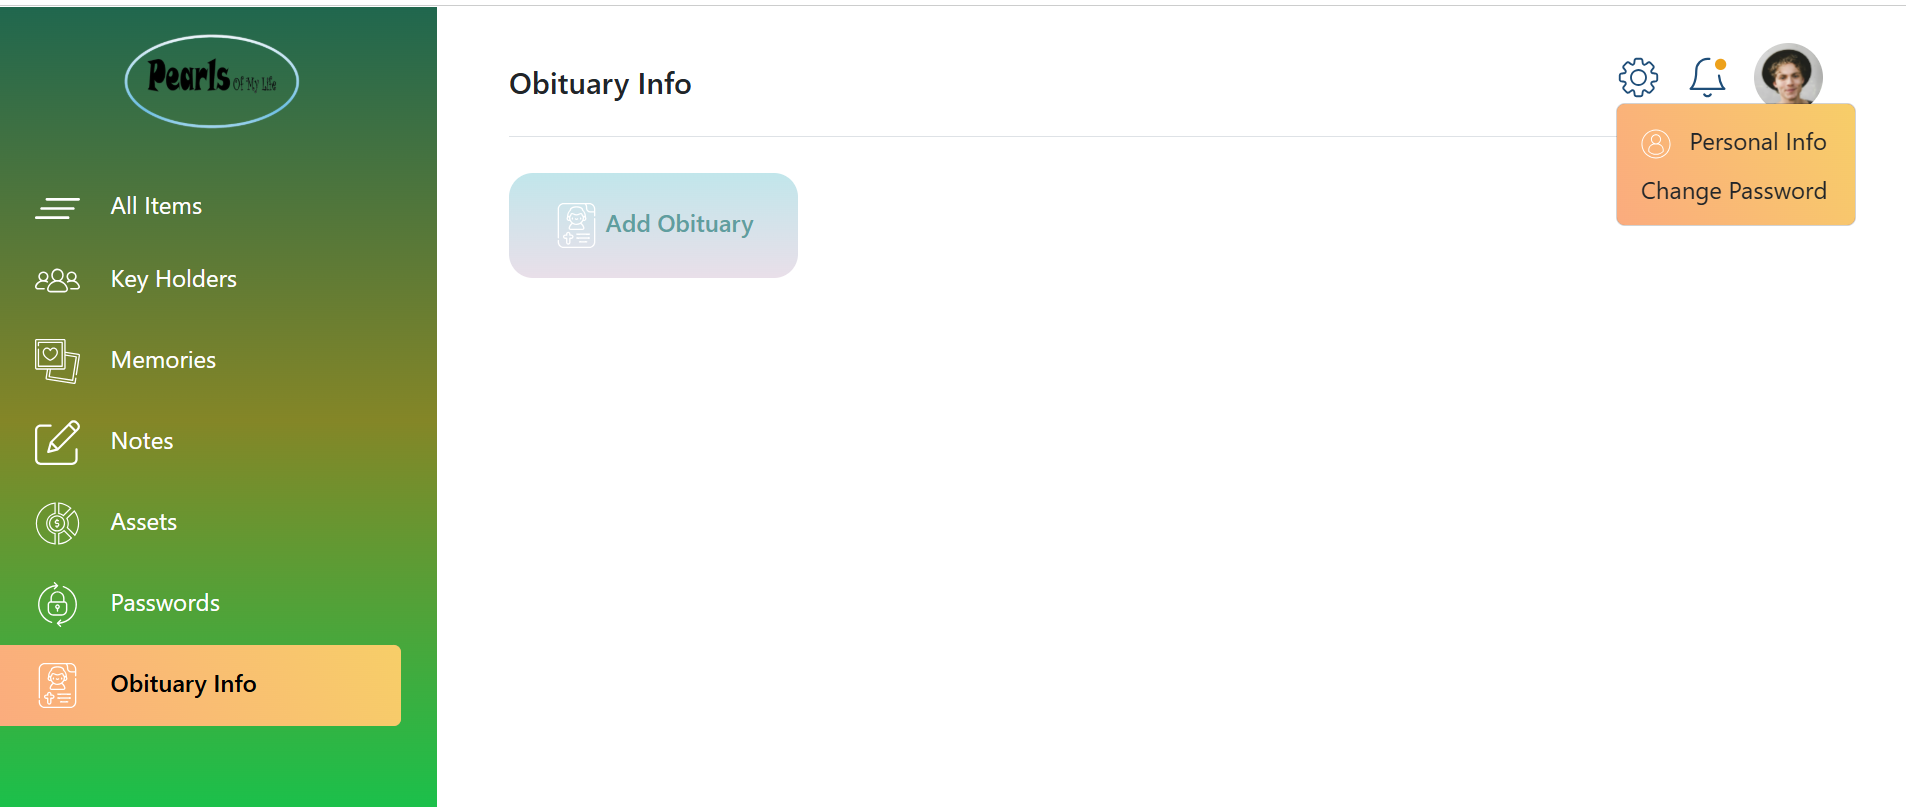 Pearls Of My Life
All Items
Key Holders
Memories
Notes
Assets
Passwords
Obituary Info
Obituary Info
Add Obituary
Personal Info
Change Password